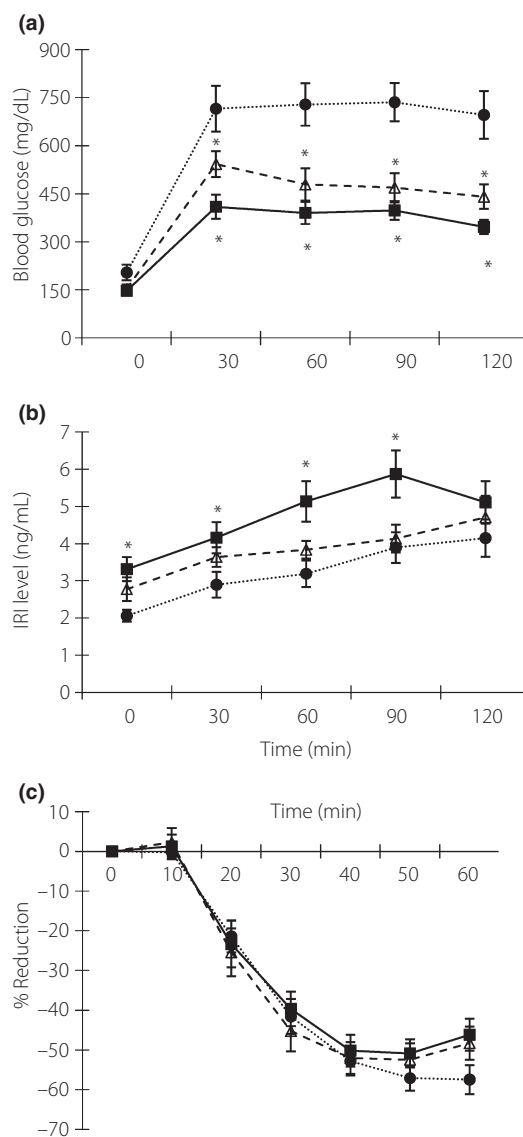 (a)
900
750
600
450
300
150
0
Blood glucose (mg/dL)
* * * *
* * * *
0 30 60 90 120
(b)
7
6
5
4
3
2
1
0
IRI level (ng/mL)
* * * *
0 30 60 90 120
Time (min)
(c)
Time (min)
10
0
−10
−20
−30
−40
−50
−60
−70
% Reduction
0 10 20 30 40 50 60